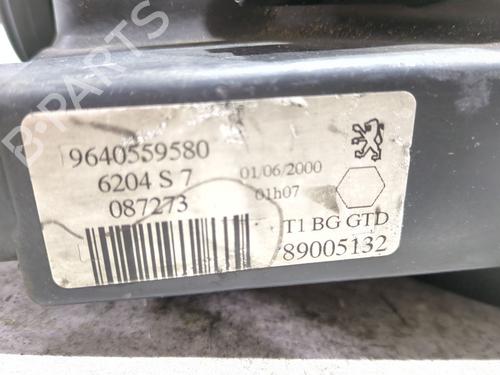 B-PARTS
9640559580
6204 S 7
087273
01/06/2000
01h07
T1 BG GTD
89005132